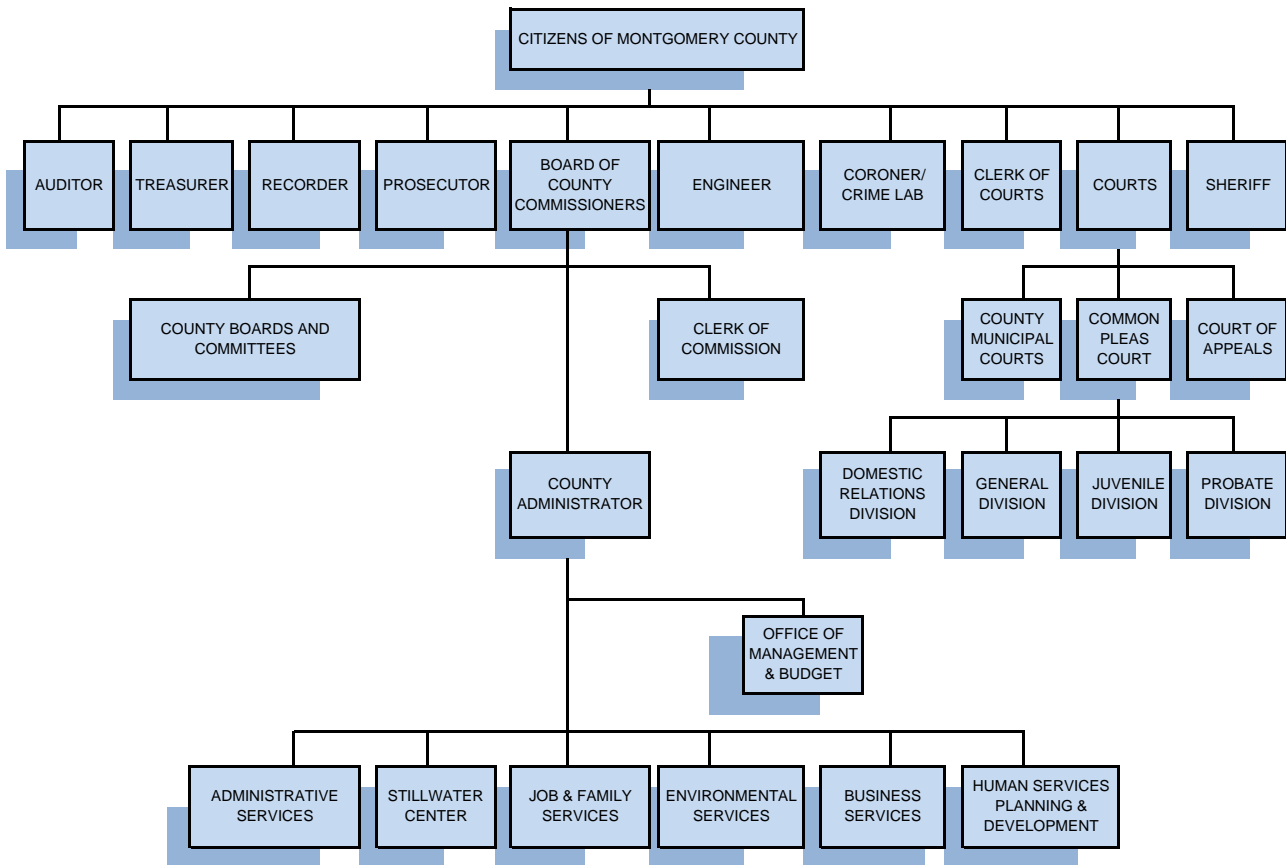 CITIZENS OF MONTGOMERY COUNTY
AUDITOR
TREASURER
RECORDER
PROSECUTOR
BOARD OF
COUNTY
COMMISSIONERS
ENGINEER
CORONER/
CRIME LAB
CLERK OF
COURTS
COURTS
SHERIFF
COUNTY BOARDS AND
COMMITTEES
CLERK OF
COMMISSION
COUNTY
MUNICIPAL
COURTS
COMMON
PLEAS
COURT
COURT OF
APPEALS
COUNTY
ADMINISTRATOR
DOMESTIC
RELATIONS
DIVISION
GENERAL
DIVISION
JUVENILE
DIVISION
PROBATE
DIVISION
OFFICE OF
MANAGEMENT
& BUDGET
ADMINISTRATIVE
SERVICES
STILLWATER
CENTER
JOB & FAMILY
SERVICES
ENVIRONMENTAL
SERVICES
BUSINESS
SERVICES
HUMAN SERVICES
PLANNING &
DEVELOPMENT